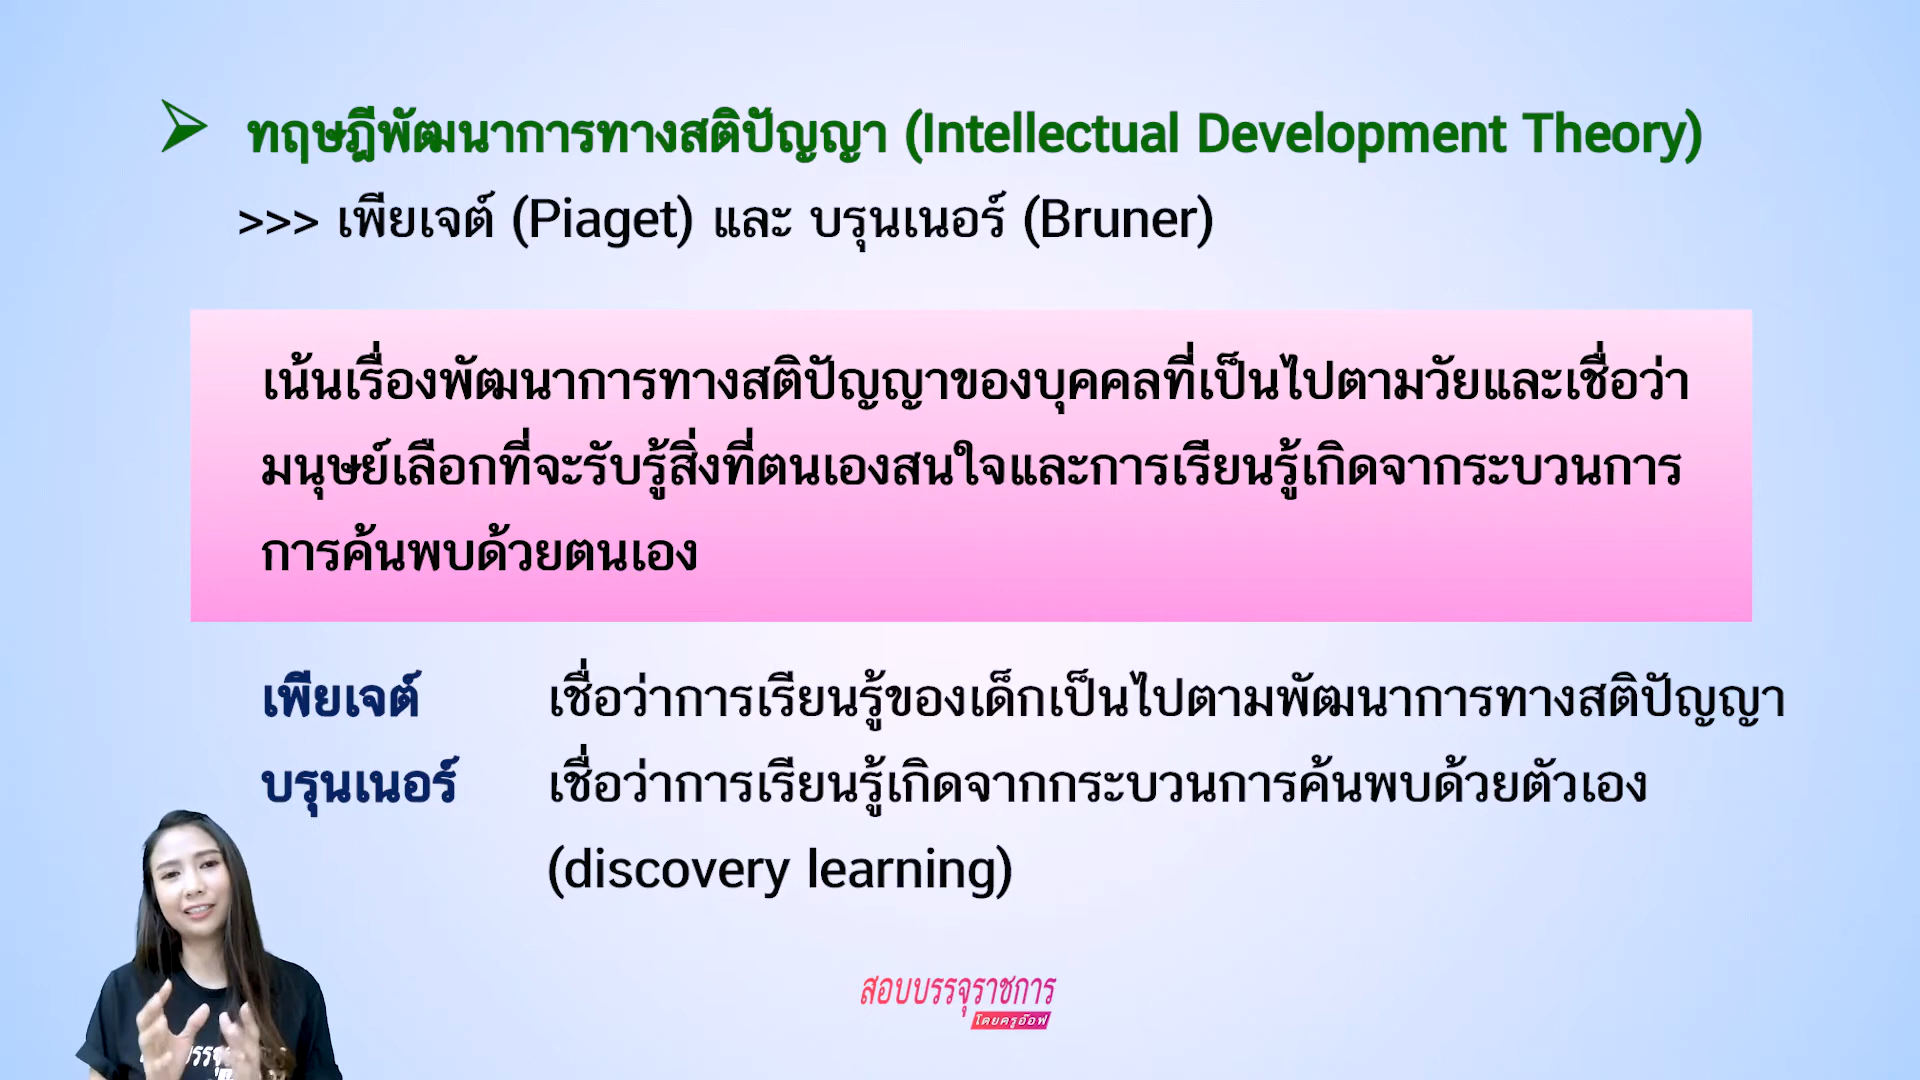 ทฤษฎีพัฒนาการทางสติปัญญา (Intellectual Development Theory)
>>> เพียเจต์ (Piaget) และ บรุนเนอร์ (Bruner)
เน้นเรื่องพัฒนาการทางสติปัญญาของบุคคลที่เป็นไปตามวัยและเชื่อว่า
มนุษย์เลือกที่จะรับรู้สิ่งที่ตนเองสนใจและการเรียนรู้เกิดจากระบวนการ
การค้นพบด้วยตนเอง
เพียเจต์ เชื่อว่าการเรียนรู้ของเด็กเป็นไปตามพัฒนาการทางสติปัญญา
บรุนเนอร์ เชื่อว่าการเรียนรู้เกิดจากกระบวนการค้นพบด้วยตัวเอง
(discovery learning)
สอบบรรจุราชการ
โดยครูอ๊อฟ